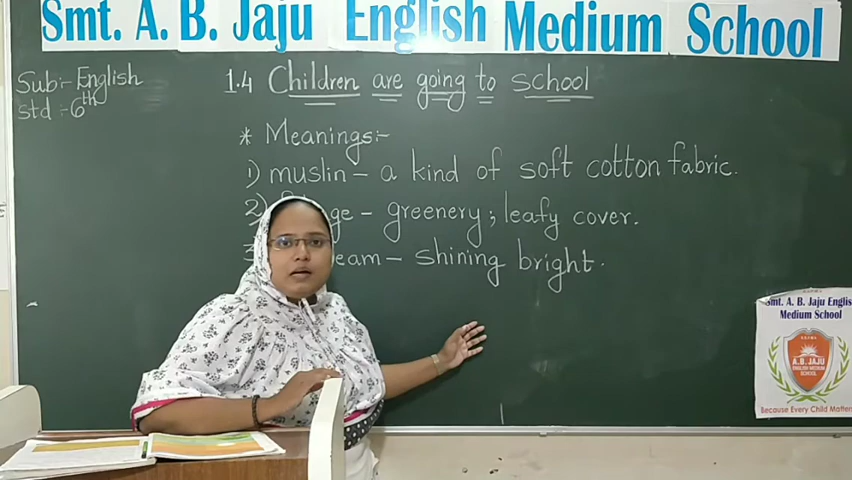 Smt. A. B. Jaju English Medium School
Sub:- English
Std :- 6th
1.4 Children are going to school
* Meanings:-
1) muslin - a kind of soft cotton fabric.
2) - greenery; leafy cover.
- shining bright.
Smt. A. B. Jaju English
Medium School
A.B. JAJU
ENGLISH MEDIUM
SCHOOL
Because Every Child Matters